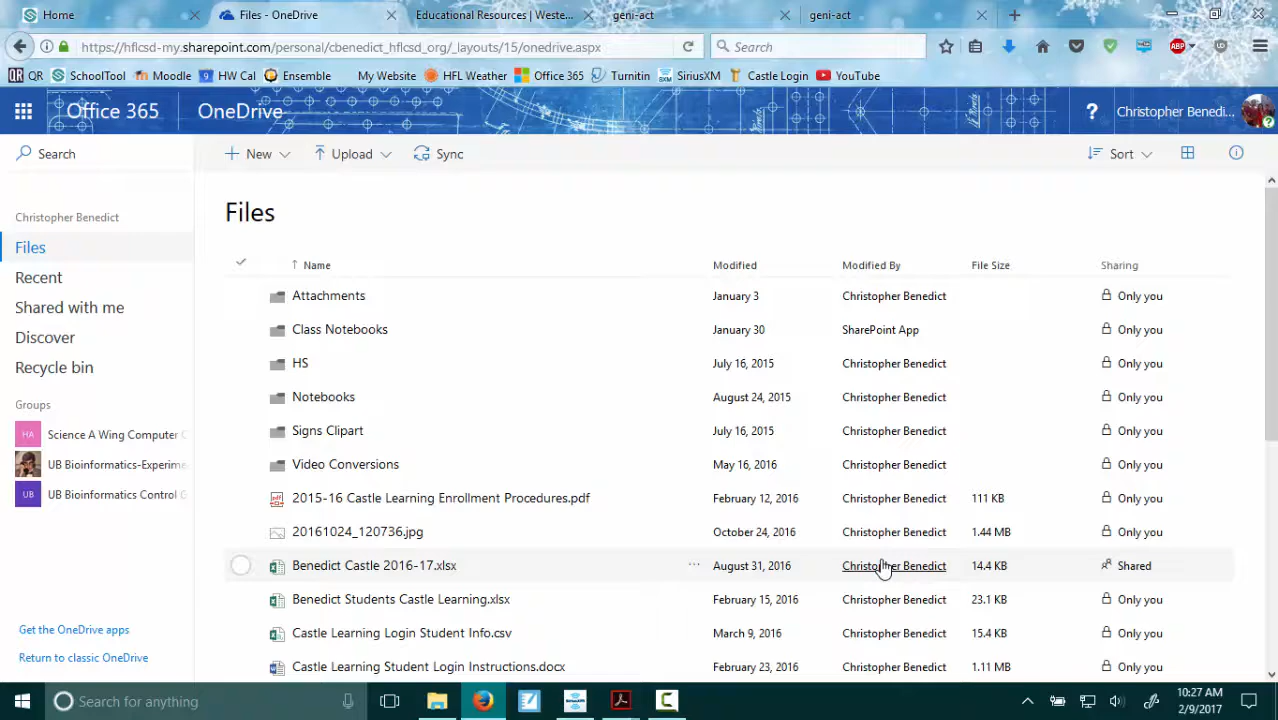 Home
Files - OneDrive
Educational Resources | Weste...
geni-act
geni-act
https://hflcsd-my.sharepoint.com/personal/cbenedict_hflcsd_org/_layouts/15/onedrive.aspx
Search
ABP
QR QR
SchoolTool
Moodle
9 HW Cal
Ensemble
My Website
HFL Weather
Office 365
Turnitin
SXM SiriusXM
Castle Login
YouTube
Office 365
OneDrive
?
Christopher Benedi...
Search
New
Upload
Sync
Sort
Christopher Benedict
Files
Recent
Shared with me
Discover
Recycle bin
Groups
HA Science A Wing Computer C
UB Bioinformatics-Experime
UB UB Bioinformatics Control G
Get the OneDrive apps
Return to classic OneDrive
Files
Name Modified Modified By File Size Sharing
Attachments January 3 Christopher Benedict Only you
Class Notebooks January 30 SharePoint App Only you
HS July 16, 2015 Christopher Benedict Only you
Notebooks August 24, 2015 Christopher Benedict Only you
Signs Clipart July 16, 2015 Christopher Benedict Only you
Video Conversions May 16, 2016 Christopher Benedict Only you
2015-16 Castle Learning Enrollment Procedures.pdf February 12, 2016 Christopher Benedict 111 KB Only you
20161024_120736.jpg October 24, 2016 Christopher Benedict 1.44 MB Only you
Benedict Castle 2016-17.xlsx ... August 31, 2016 Christopher Benedict 14.4 KB Shared
Benedict Students Castle Learning.xlsx February 15, 2016 Christopher Benedict 23.1 KB Only you
Castle Learning Login Student Info.csv March 9, 2016 Christopher Benedict 15.4 KB Only you
Castle Learning Student Login Instructions.docx February 23, 2016 Christopher Benedict 1.11 MB Only you
Search for anything
10:27 AM
2/9/2017